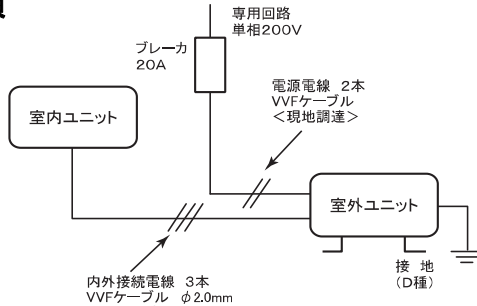 専用回路
単相200V
ブレーカ
20A
電源電線 2本
VVFケーブル
＜現地調達＞
室内ユニット
室外ユニット
接 地
（D種）
内外接続電線 3本
VVFケーブル φ2.0mm